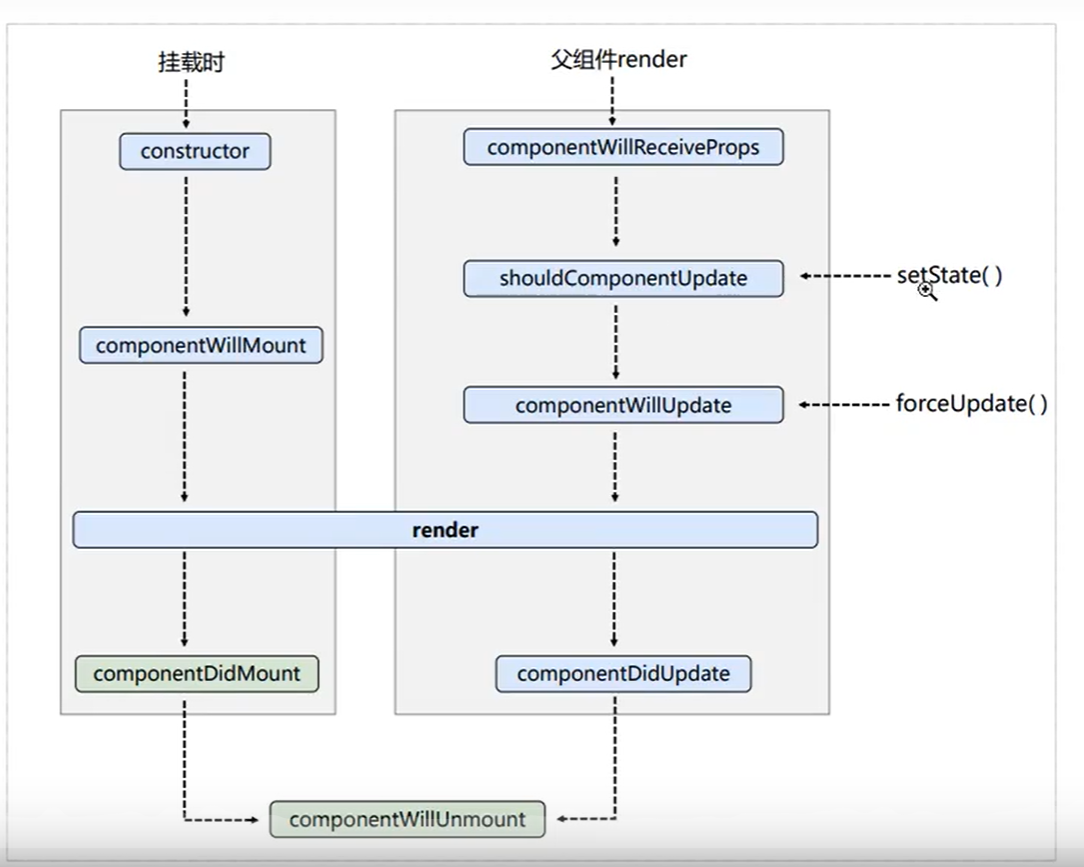 挂载时
父组件render
constructor
componentWillReceiveProps
shouldComponentUpdate
setState( )
componentWillMount
componentWillUpdate
forceUpdate( )
render
componentDidMount
componentDidUpdate
componentWillUnmount